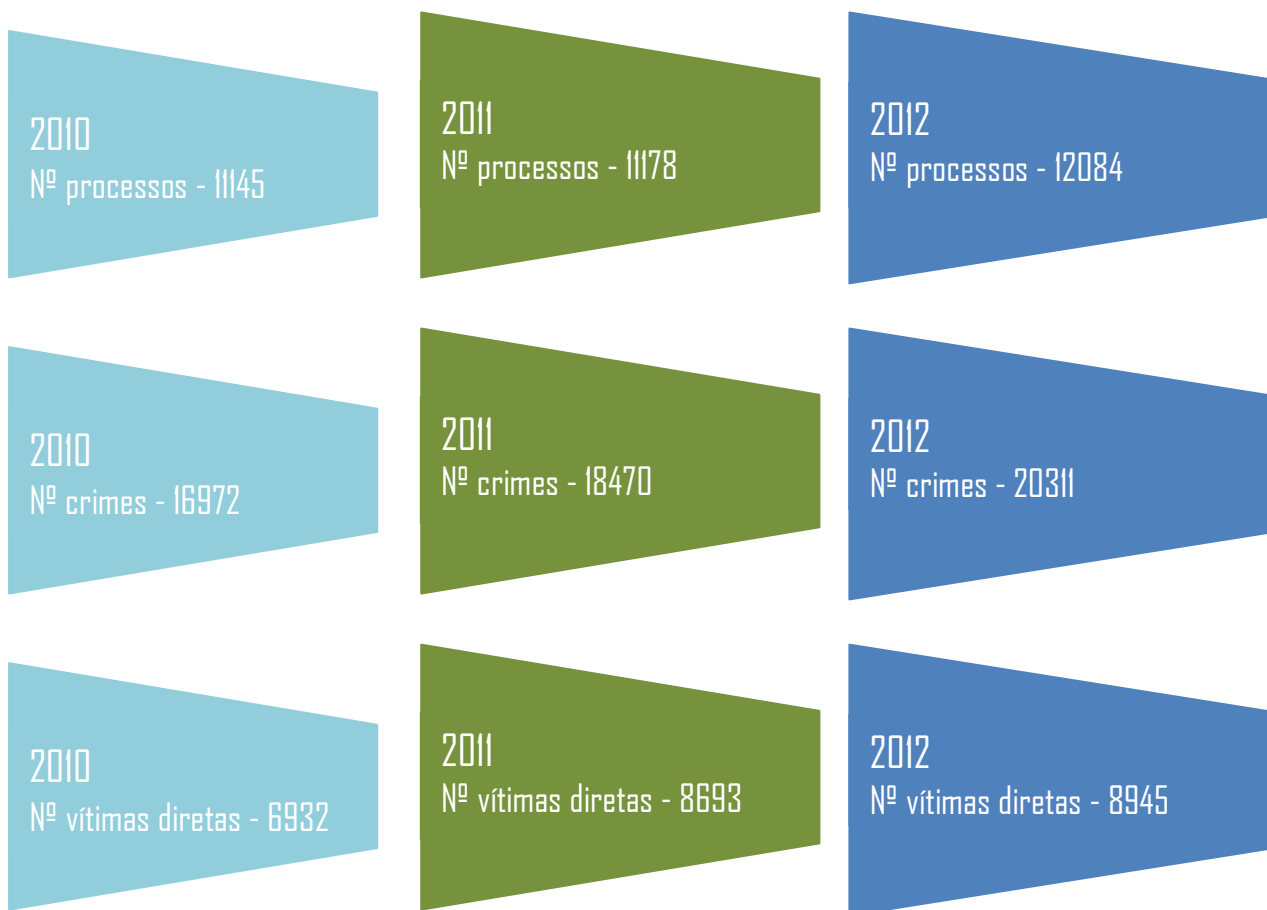 2010
Nº processos - 11145
2011
Nº processos - 11178
2012
Nº processos - 12084
2010
Nº crimes - 16972
2011
Nº crimes - 18470
2012
Nº crimes - 20311
2010
Nº vítimas diretas - 6932
2011
Nº vítimas diretas - 8693
2012
Nº vítimas diretas - 8945